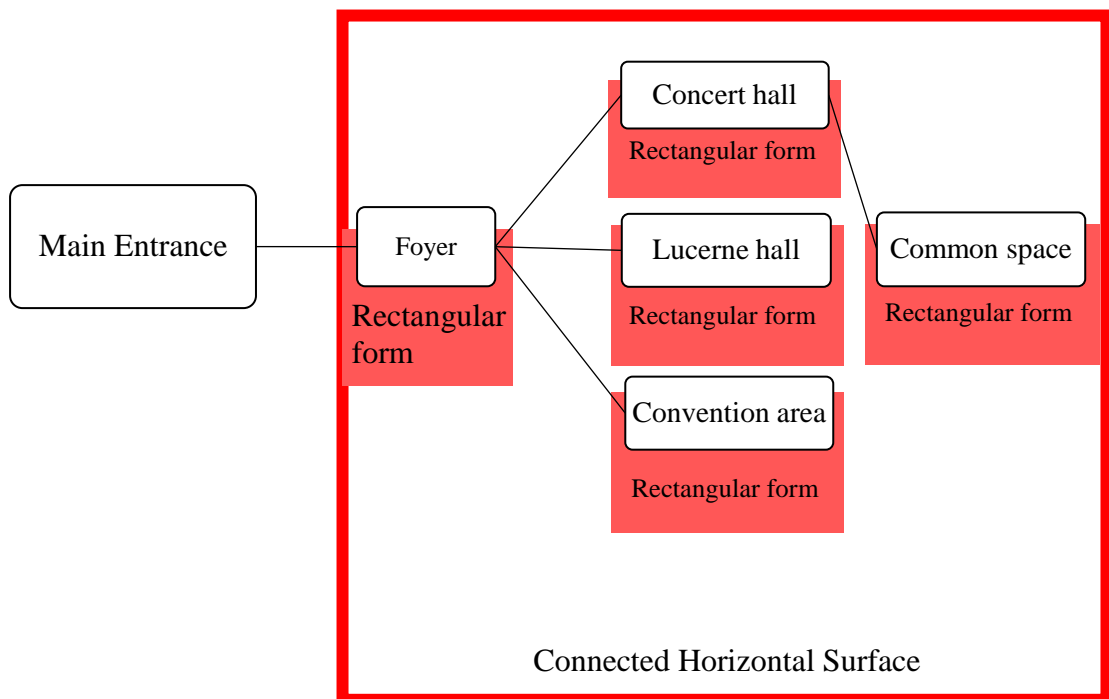 Main Entrance
Foyer
Rectangular
form
Concert hall
Rectangular form
Lucerne hall
Rectangular form
Convention area
Rectangular form
Common space
Rectangular form
Connected Horizontal Surface